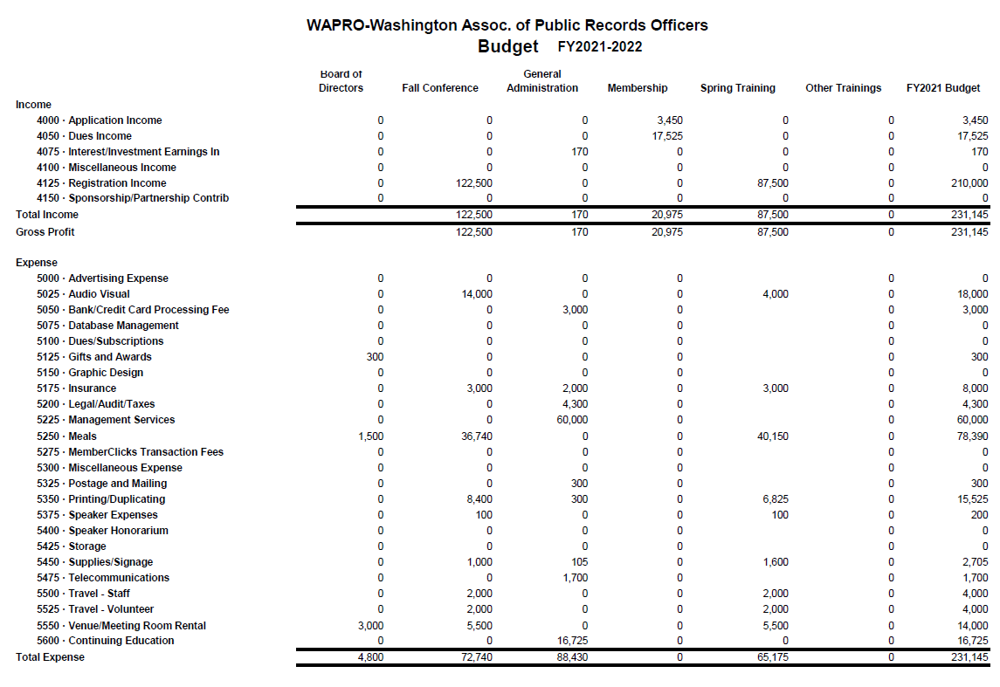 WAPRO-Washington Assoc. of Public Records Officers
Budget FY2021-2022
Board of General
Directors Fall Conference Administration Membership Spring Training Other Trainings FY2021 Budget
Income
4000 · Application Income 0 0 0 3,450 0 0 3,450
4050 · Dues Income 0 0 0 17,525 0 0 17,525
4075 · Interest/Investment Earnings In 0 0 170 0 0 0 170
4100 · Miscellaneous Income 0 0 0 0 0 0 0
4125 · Registration Income 0 122,500 0 0 87,500 0 210,000
4150 · Sponsorship/Partnership Contrib 0 0 0 0 0 0 0
Total Income 122,500 170 20,975 87,500 0 231,145
Gross Profit 122,500 170 20,975 87,500 0 231,145
Expense
5000 · Advertising Expense 0 0 0 0 0 0
5025 · Audio Visual 0 14,000 0 0 4,000 0 18,000
5050 · Bank/Credit Card Processing Fee 0 0 3,000 0 0 3,000
5075 · Database Management 0 0 0 0 0 0
5100 · Dues/Subscriptions 0 0 0 0 0 0
5125 · Gifts and Awards 300 0 0 0 0 300
5150 · Graphic Design 0 0 0 0 0 0
5175 · Insurance 0 3,000 2,000 0 3,000 0 8,000
5200 · Legal/Audit/Taxes 0 0 4,300 0 0 4,300
5225 · Management Services 0 0 60,000 0 0 60,000
5250 · Meals 1,500 36,740 0 0 40,150 0 78,390
5275 · MemberClicks Transaction Fees 0 0 0 0 0 0
5300 · Miscellaneous Expense 0 0 0 0 0 0
5325 · Postage and Mailing 0 0 300 0 0 300
5350 · Printing/Duplicating 0 8,400 300 0 6,825 0 15,525
5375 · Speaker Expenses 0 100 0 0 100 0 200
5400 · Speaker Honorarium 0 0 0 0 0 0
5425 · Storage 0 0 0 0 0 0
5450 · Supplies/Signage 0 1,000 105 0 1,600 0 2,705
5475 · Telecommunications 0 0 1,700 0 0 1,700
5500 · Travel - Staff 0 2,000 0 0 2,000 0 4,000
5525 · Travel - Volunteer 0 2,000 0 0 2,000 0 4,000
5550 · Venue/Meeting Room Rental 3,000 5,500 0 0 5,500 0 14,000
5600 · Continuing Education 0 0 16,725 0 0 0 16,725
Total Expense 4,800 72,740 88,430 0 65,175 0 231,145